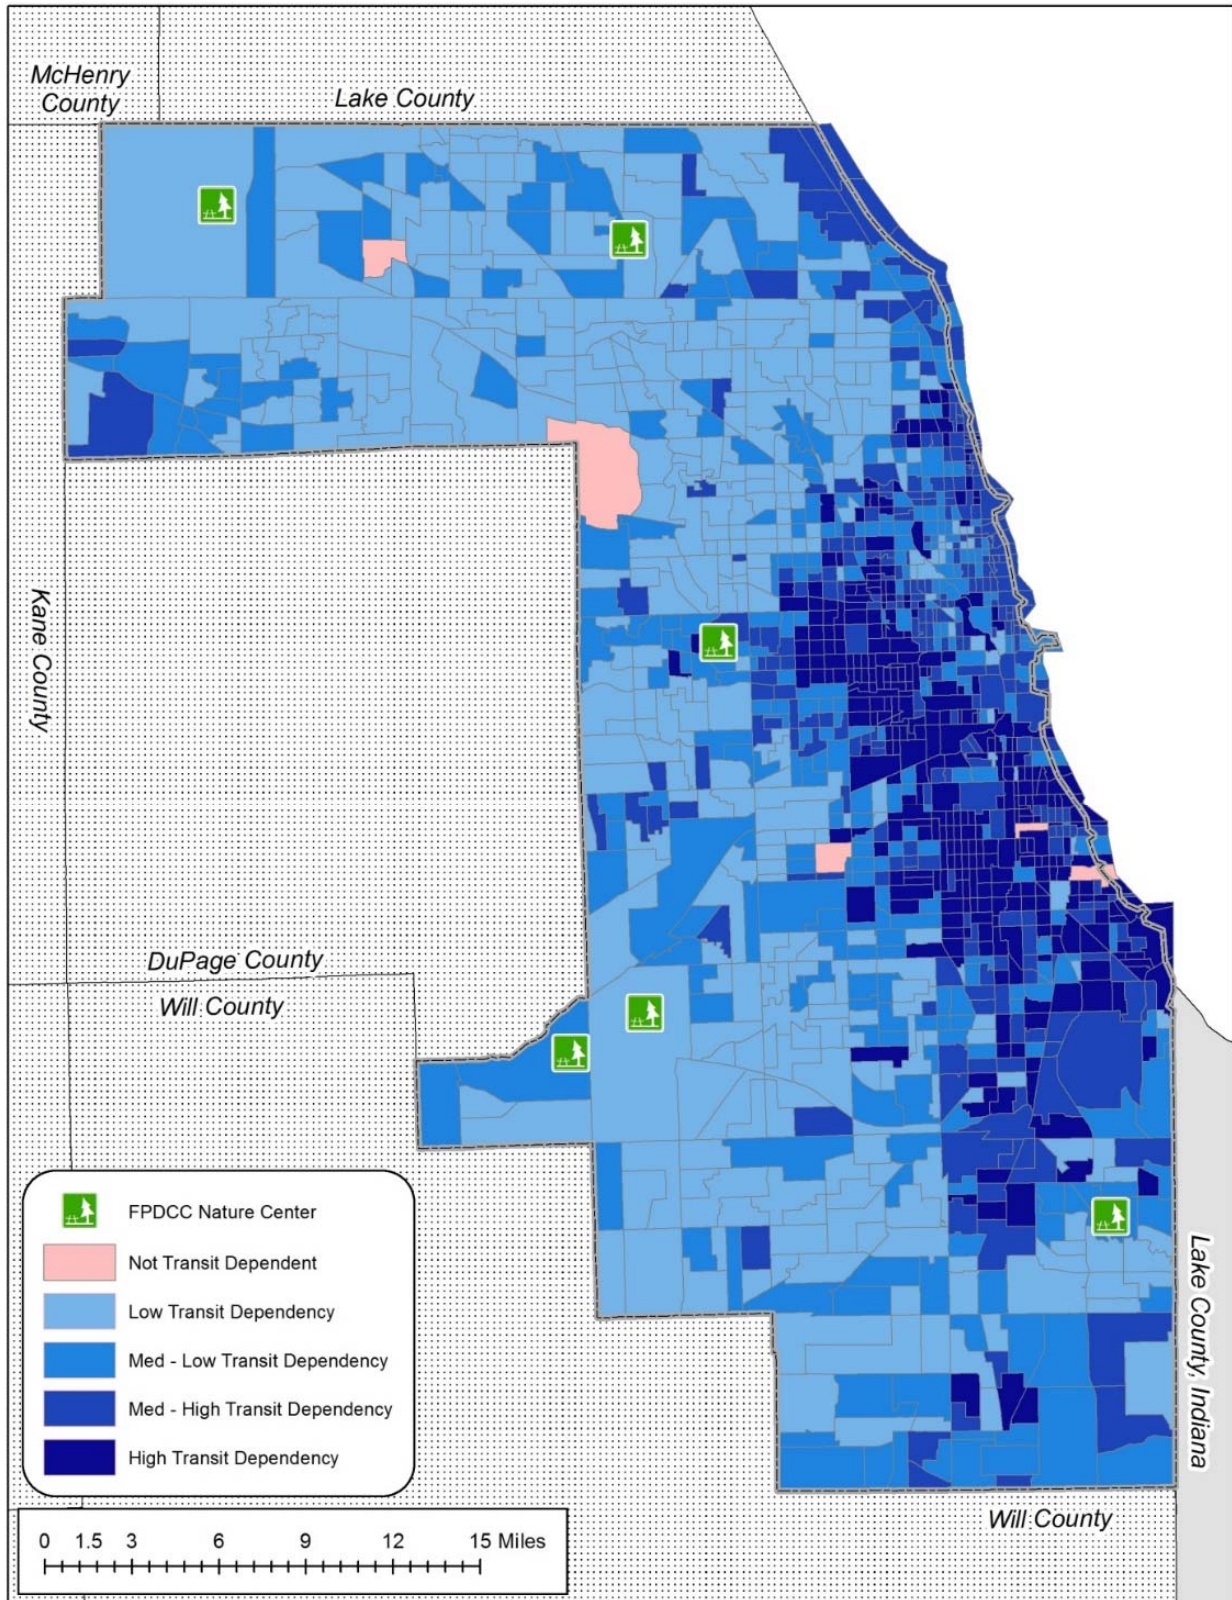 McHenry
County
Lake County
Kane County
DuPage County
Will County
FPDCC Nature Center
Not Transit Dependent
Low Transit Dependency
Med - Low Transit Dependency
Med - High Transit Dependency
High Transit Dependency
Lake County, Indiana
0 1.5 3 6 9 12 15 Miles
Will County